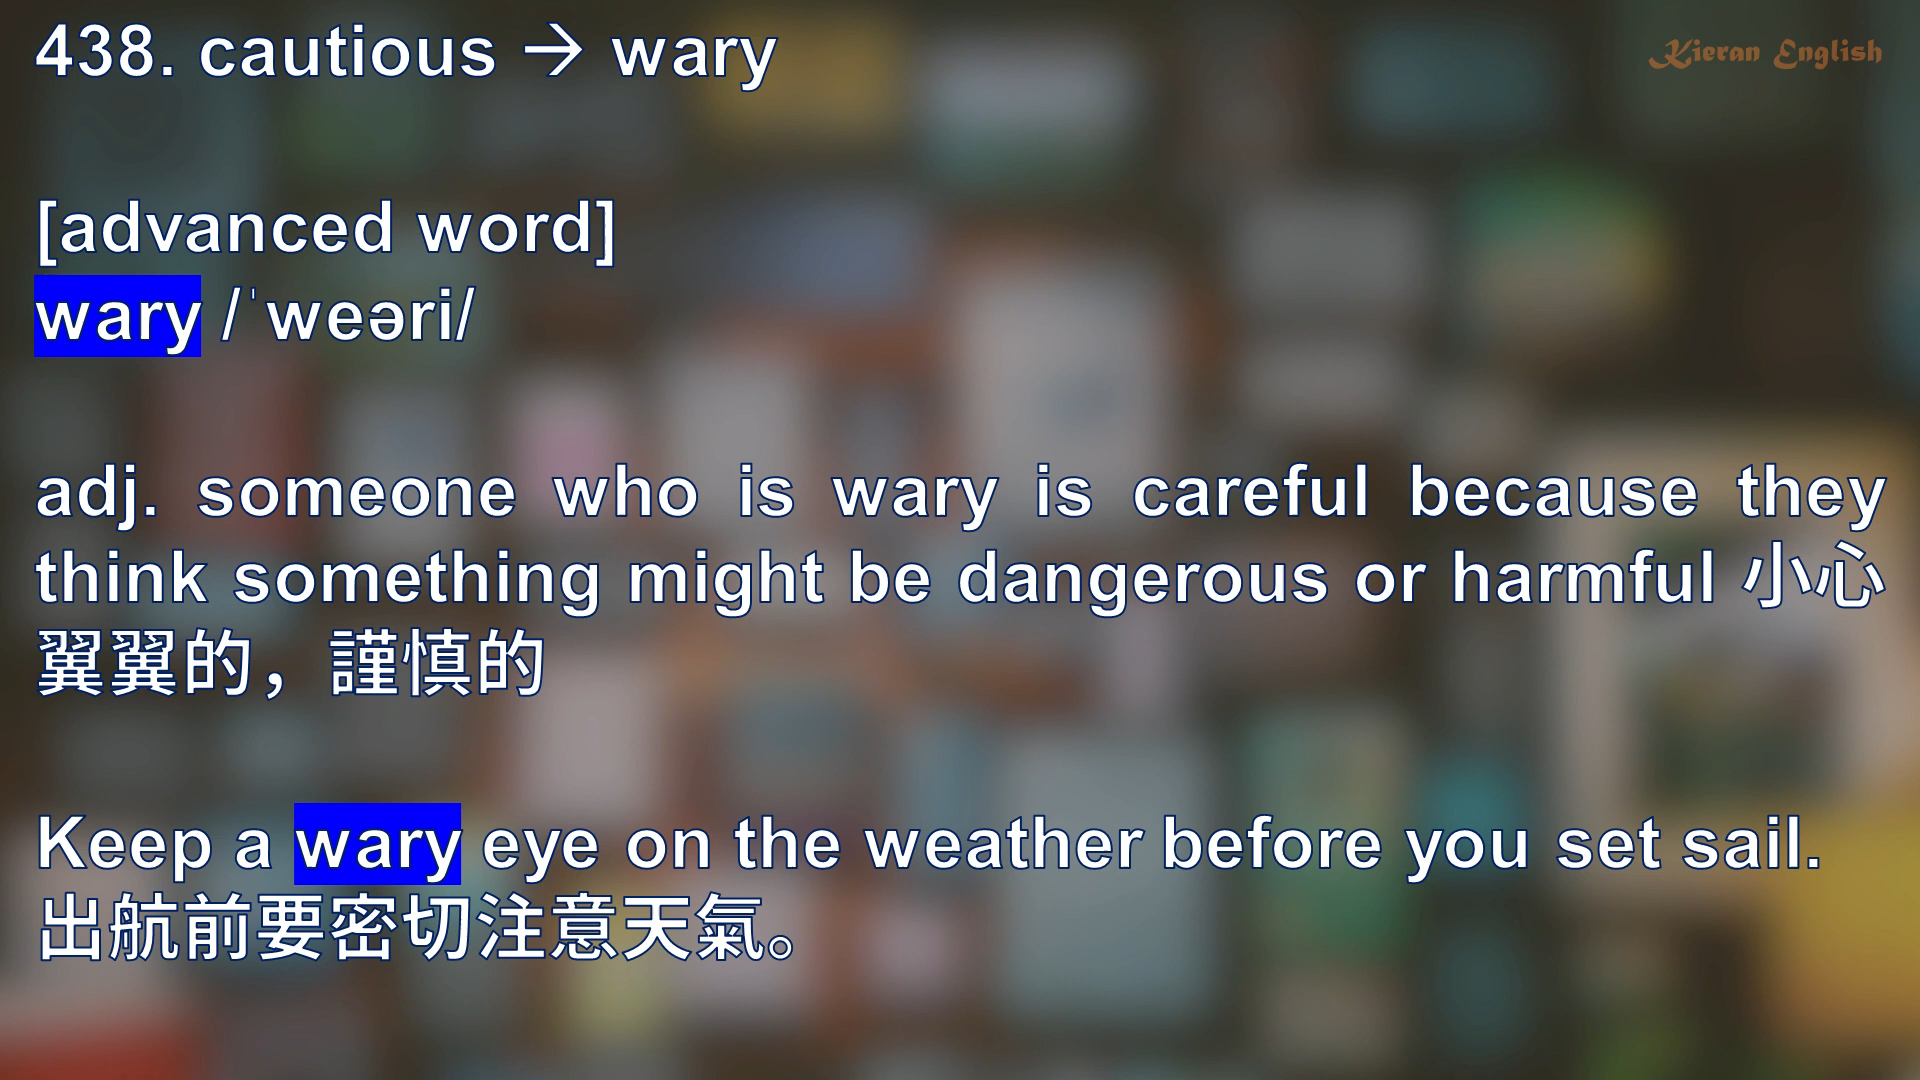 438. cautious → wary
Kieran English
[advanced word]
wary /ˈweəri/
adj. someone who is wary is careful because they
think something might be dangerous or harmful 小心
翼翼的，謹慎的
Keep a wary eye on the weather before you set sail.
出航前要密切注意天氣。